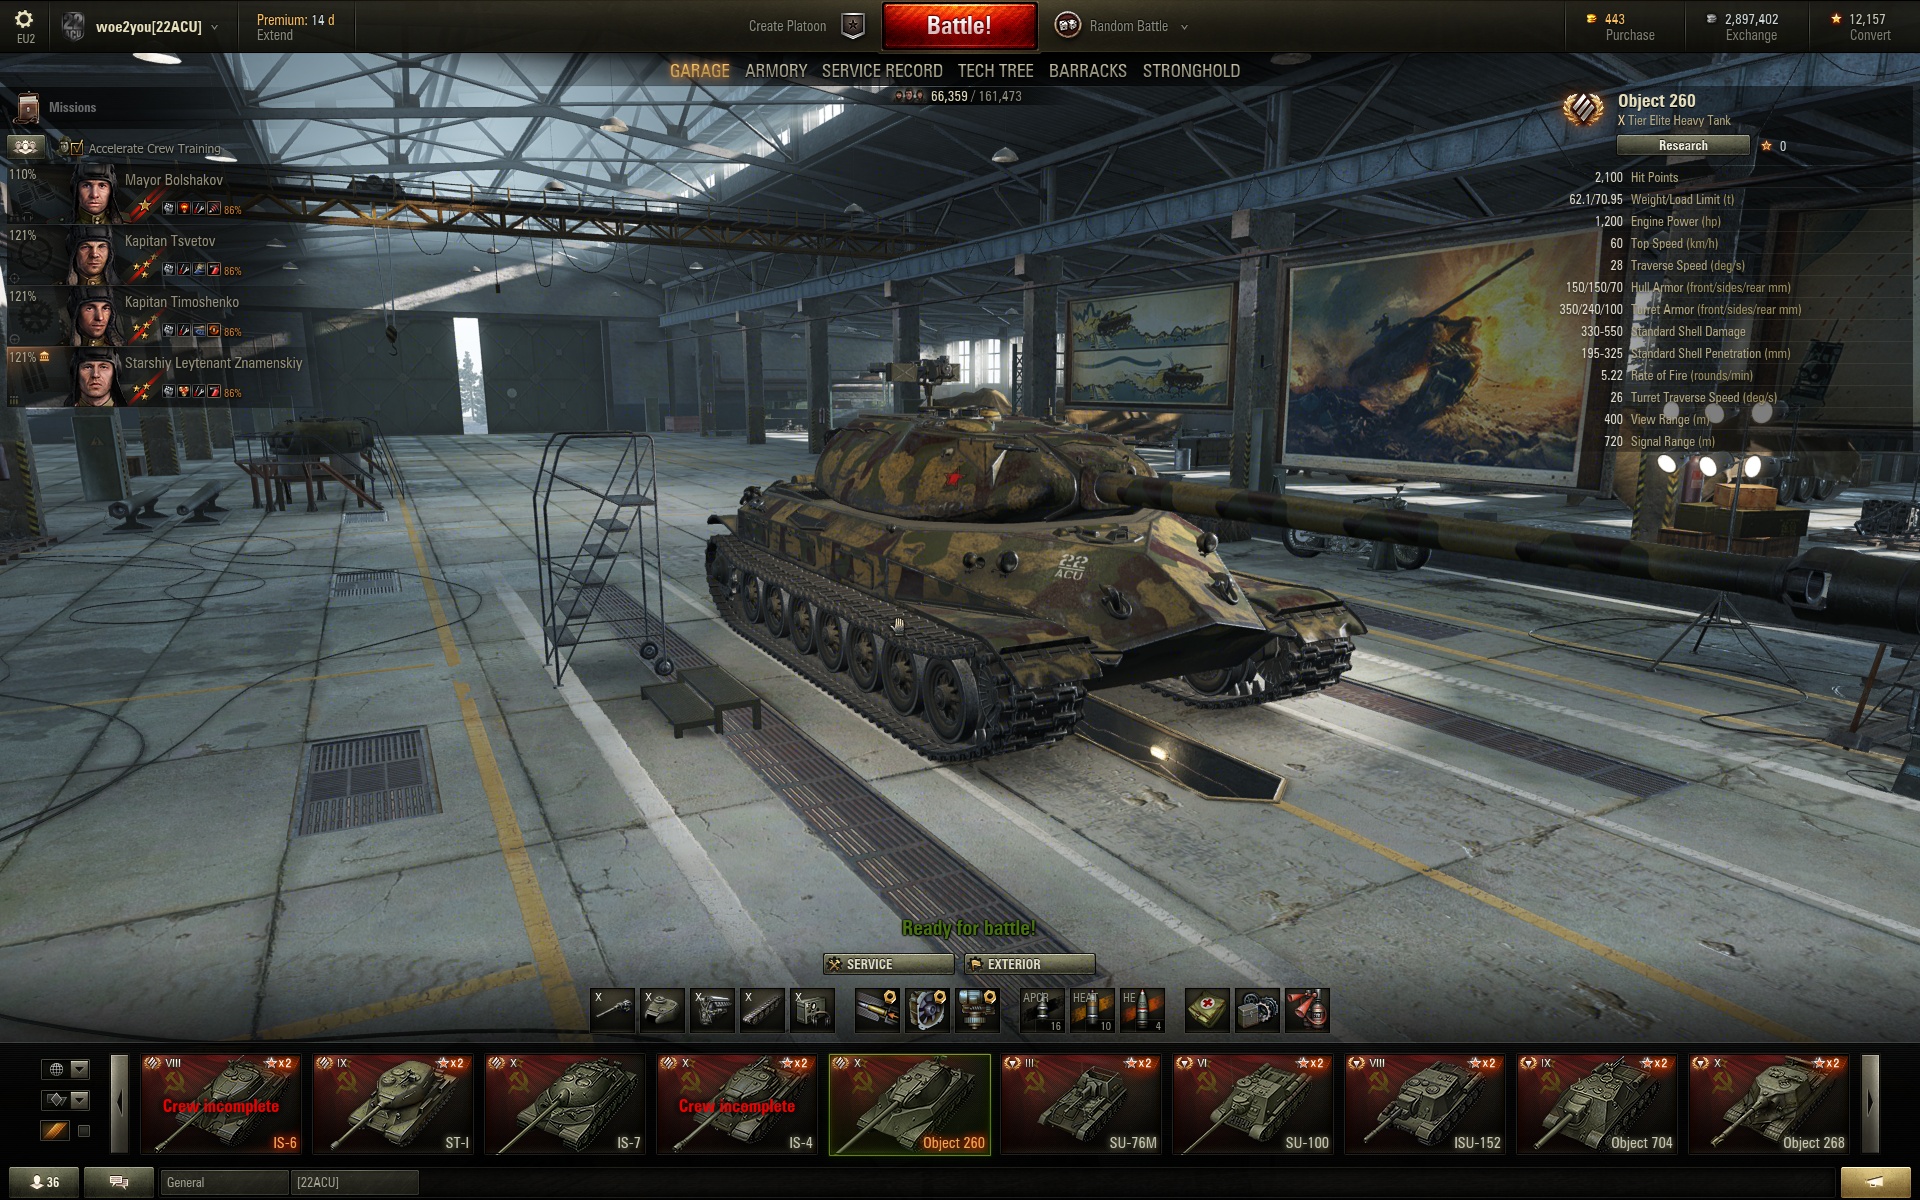 EU2
woe2you[22ACU]
Premium: 14 d
Extend
Create Platoon
Battle!
Random Battle
443
Purchase
2,897,402
Exchange
12,157
Convert
GARAGE ARMORY SERVICE RECORD TECH TREE BARRACKS STRONGHOLD
66,359 / 161,473
Missions
Accelerate Crew Training
110% Mayor Bolshakov
86%
121% Kapitan Tsvetov
86%
121% Kapitan Timoshenko
86%
121% Starshiy Leytenant Znamenskiy
86%
Object 260
X Tier Elite Heavy Tank
Research 0
2,100 Hit Points
62.1/70.95 Weight/Load Limit (t)
1,200 Engine Power (hp)
60 Top Speed (km/h)
28 Traverse Speed (deg/s)
150/150/70 Hull Armor (front/sides/rear mm)
350/240/100 Turret Armor (front/sides/rear mm)
330-550 Standard Shell Damage
195-325 Standard Shell Penetration (mm)
5.22 Rate of Fire (rounds/min)
26 Turret Traverse Speed (deg/s)
400 View Range (m)
720 Signal Range (m)
22
ACU
Ready for battle!
SERVICE EXTERIOR
X X X X X
APCR 16
HEAT 10
HE 4
VIII x2
Crew incomplete
IS-6
IX x2
ST-I
X
IS-7
X x2
Crew incomplete
IS-4
X
Object 260
III x2
SU-76M
VI x2
SU-100
VIII x2
ISU-152
IX x2
Object 704
X x2
Object 268
36
General
[22ACU]